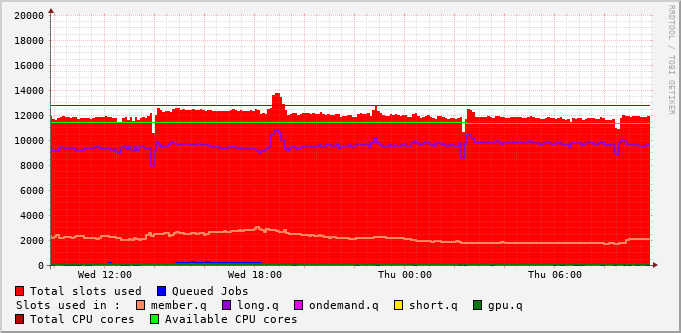 RRDTOOL / TOBI OETIKER
20000
18000
16000
14000
12000
10000
8000
6000
4000
2000
0
Wed 12:00 Wed 18:00 Thu 00:00 Thu 06:00
Total slots used Queued Jobs
Slots used in : member.q long.q ondemand.q short.q gpu.q
Total CPU cores Available CPU cores